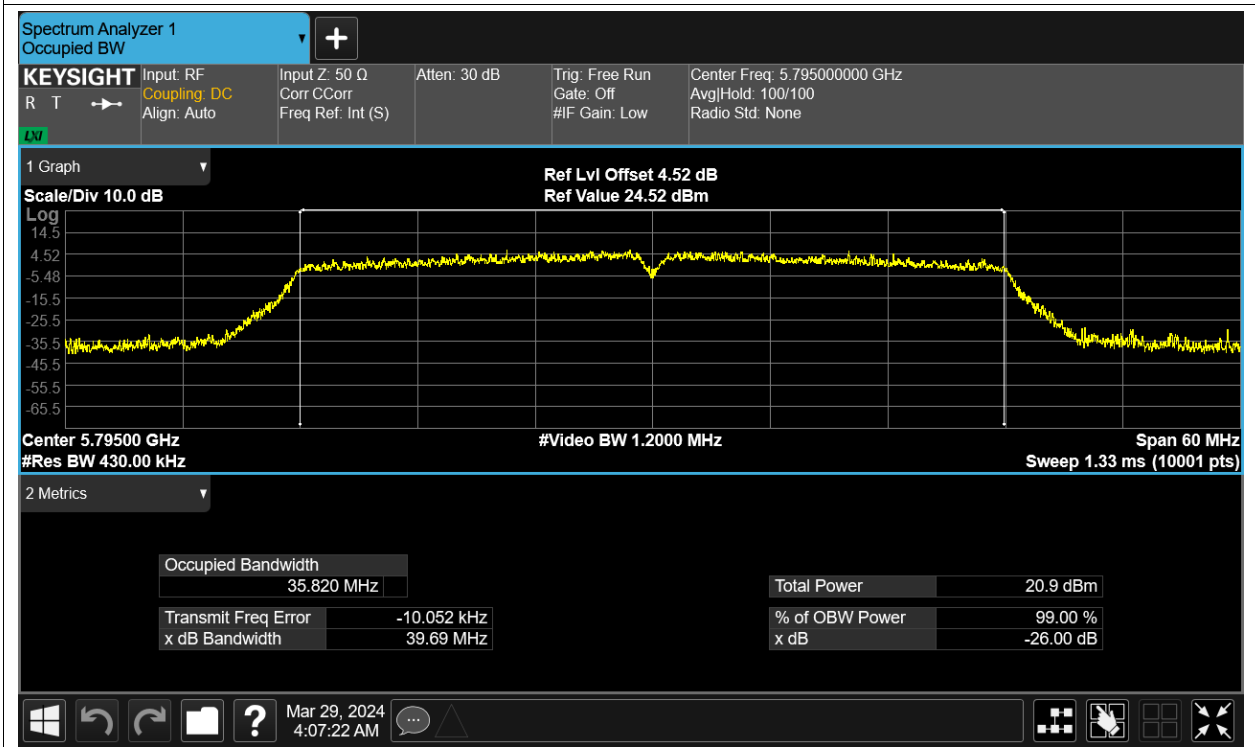 Spectrum Analyzer 1
Occupied BW
KEYSIGHT
R T
LXI
Input: RF
Coupling: DC
Align: Auto
Input Z: 50 Ω
Corr CCorr
Freq Ref: Int (S)
Atten: 30 dB
Trig: Free Run
Gate: Off
#IF Gain: Low
Center Freq: 5.795000000 GHz
Avg|Hold: 100/100
Radio Std: None
1 Graph
Scale/Div 10.0 dB
Ref Lvl Offset 4.52 dB
Ref Value 24.52 dBm
Log
14.5
4.52
-5.48
-15.5
-25.5
-35.5
-45.5
-55.5
-65.5
Center 5.79500 GHz
#Video BW 1.2000 MHz
Span 60 MHz
#Res BW 430.00 kHz
Sweep 1.33 ms (10001 pts)
2 Metrics
Occupied Bandwidth
35.820 MHz
Total Power 20.9 dBm
Transmit Freq Error -10.052 kHz
% of OBW Power 99.00 %
x dB Bandwidth 39.69 MHz
x dB -26.00 dB
?
Mar 29, 2024
4:07:22 AM